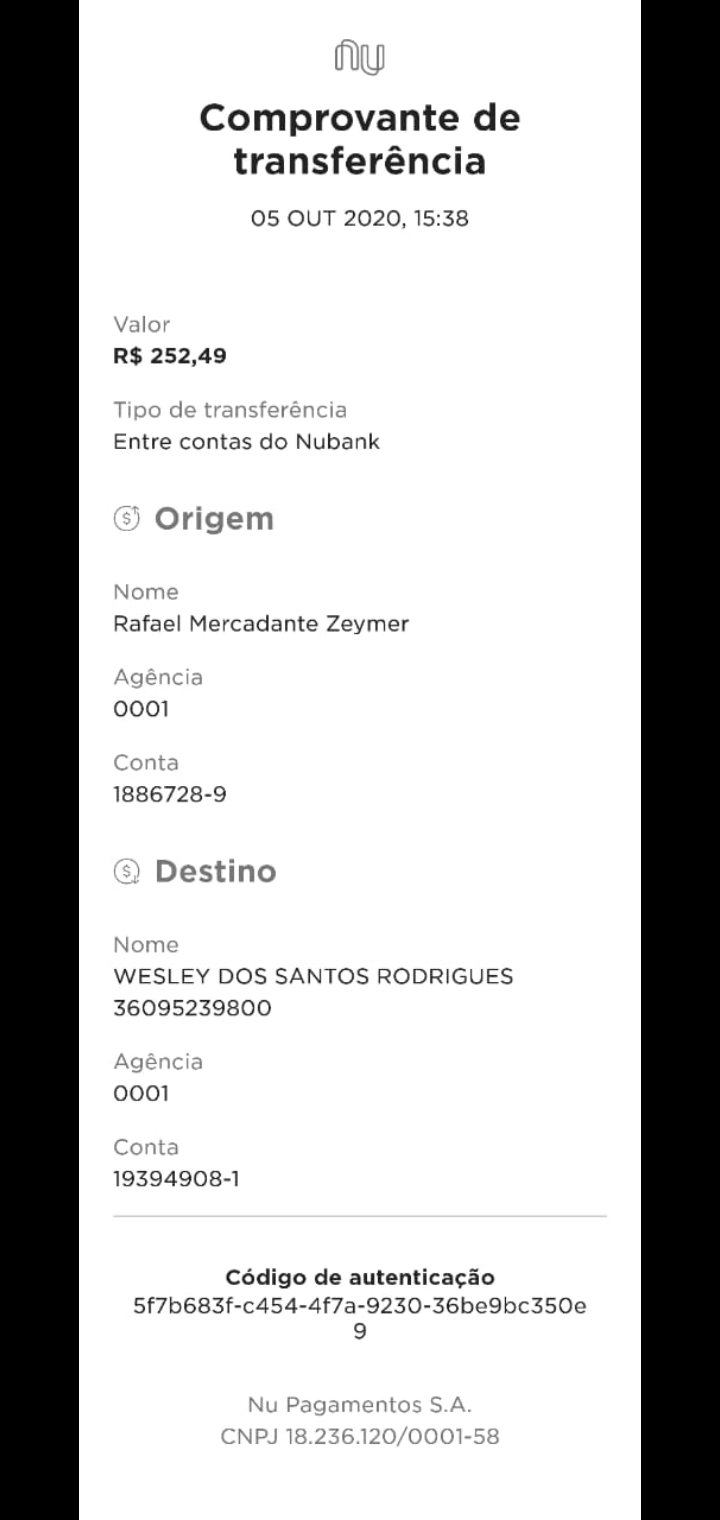 nu
Comprovante de
transferência
05 OUT 2020, 15:38
Valor
R$ 252,49
Tipo de transferência
Entre contas do Nubank
Origem
Nome
Rafael Mercadante Zeymer
Agência
0001
Conta
1886728-9
Destino
Nome
WESLEY DOS SANTOS RODRIGUES
36095239800
Agência
0001
Conta
19394908-1
Código de autenticação
5f7b683f-c454-4f7a-9230-36be9bc350e
9
Nu Pagamentos S.A.
CNPJ 18.236.120/0001-58